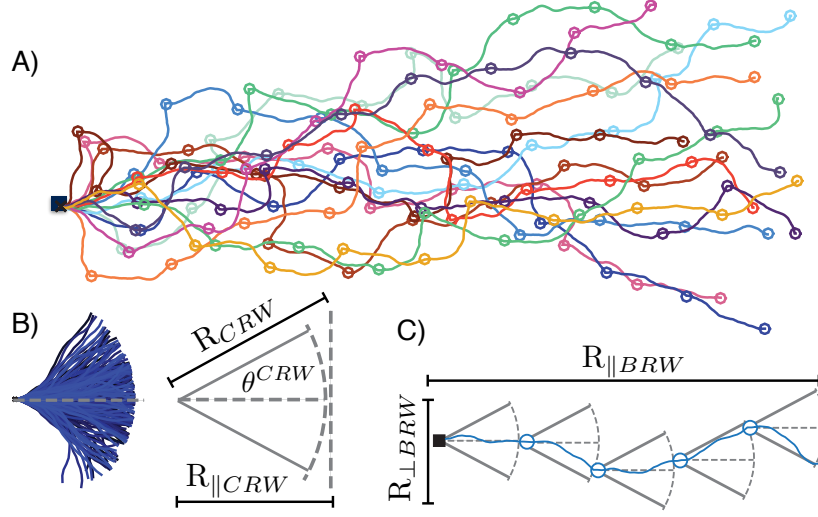 A)
B)
R_{CRW}
θ^{CRW}
R_{∥CRW}
C)
R_{∥BRW}
R_{⊥BRW}